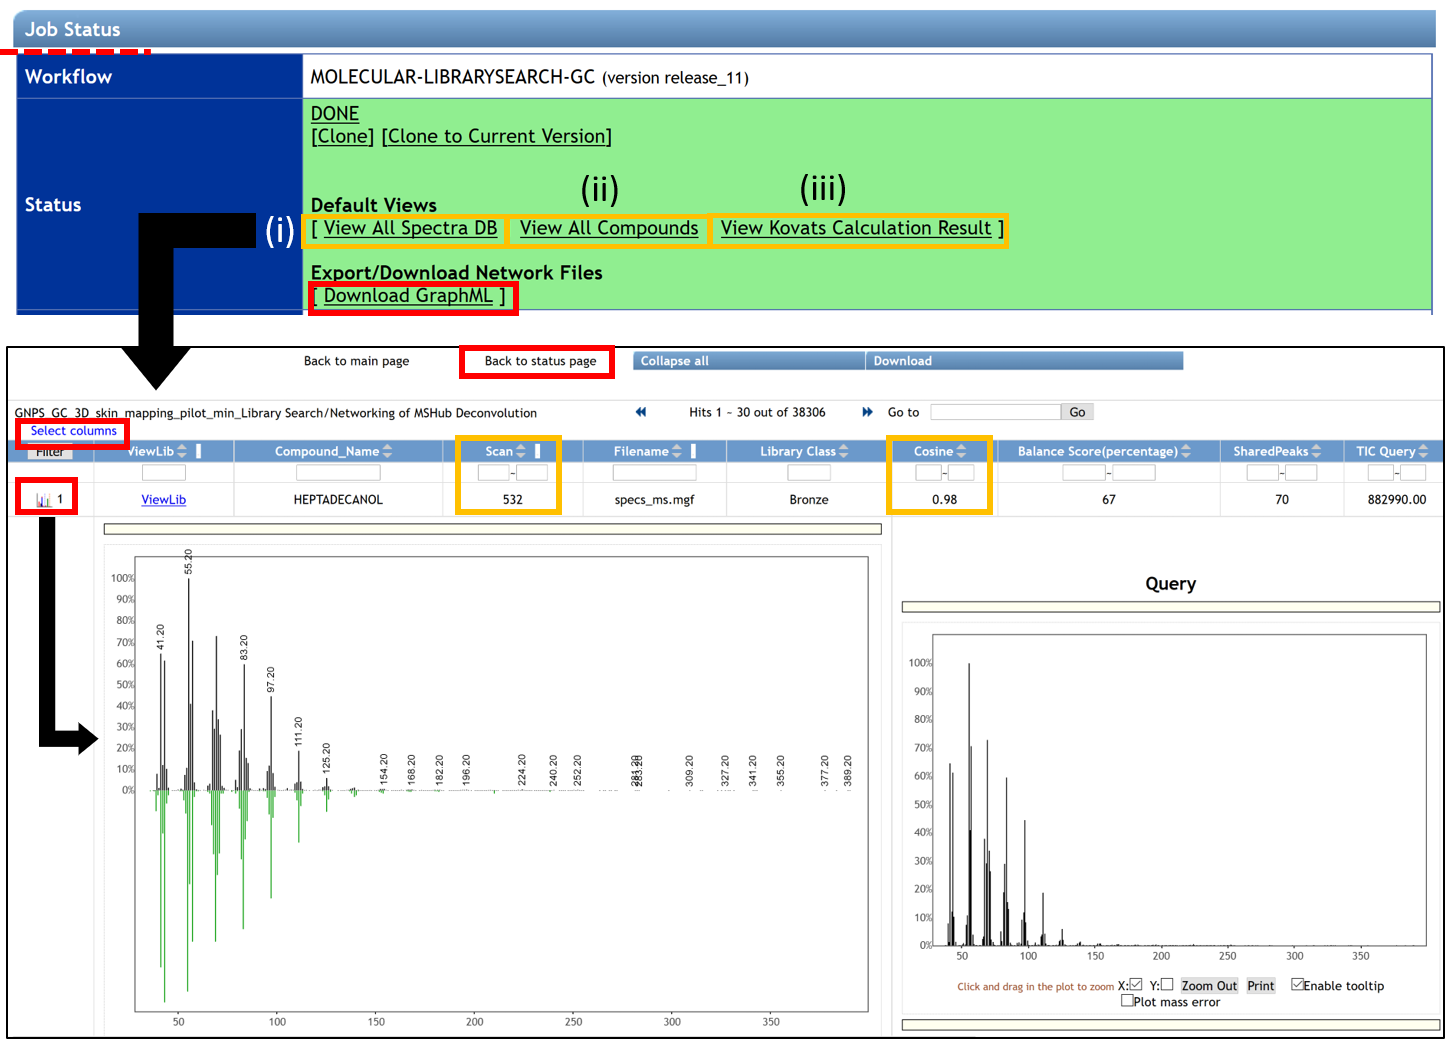 Job Status
Workflow
MOLECULAR-LIBRARYSEARCH-GC (version release_11)
DONE
[Clone] [Clone to Current Version]
(ii)
(iii)
Status
Default Views
(i)
[ View All Spectra DB View All Compounds View Kovats Calculation Result ]
Export/Download Network Files
[ Download GraphML ]
Back to main page
Back to status page
Collapse all
Download
GNPS_GC_3D_skin_mapping_pilot_min_Library Search/Networking of MSHub Deconvolution
Hits 1 ~ 30 out of 38306
Go to
Go
Select columns
Filter
ViewLib
Compound_Name
Scan
Filename
Library Class
Cosine
Balance Score(percentage)
SharedPeaks
TIC Query
~
~
~
~
~
1
ViewLib
HEPTADECANOL
532
specs_ms.mgf
Bronze
0.98
67
70
882990.00
100%
90%
80%
70%
60%
50%
40%
30%
20%
10%
0%
41.20
55.20
83.20
97.20
111.20
125.20
154.20
168.20
182.20
196.20
224.20
240.20
252.20
283.20
309.20
327.20
341.20
355.20
377.20
389.20
50
100
150
200
250
300
350
Query
100%
90%
80%
70%
60%
50%
40%
30%
20%
10%
0%
50
100
150
200
250
300
350
Click and drag in the plot to zoom X: Y: Zoom Out Print Enable tooltip
Plot mass error